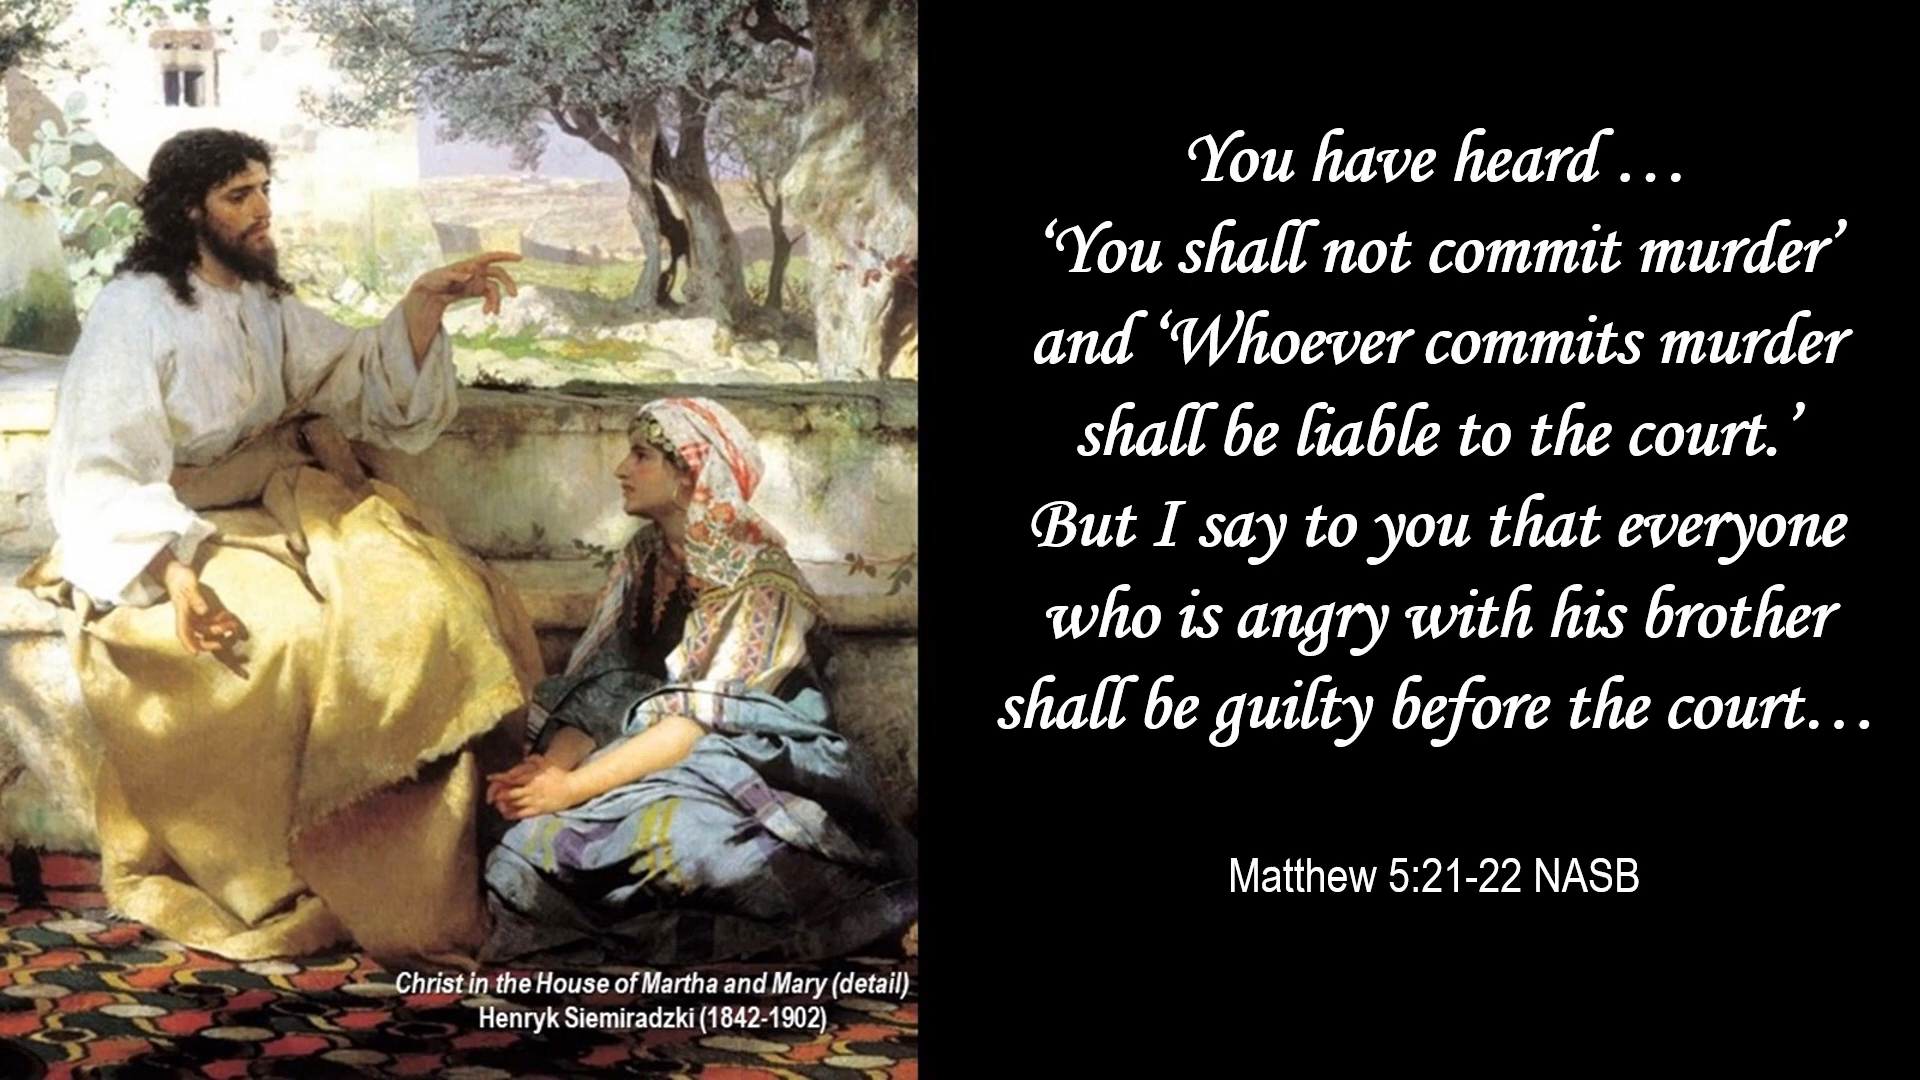 You have heard …
‘You shall not commit murder’
and ‘Whoever commits murder
shall be liable to the court.’
But I say to you that everyone
who is angry with his brother
shall be guilty before the court…
Matthew 5:21-22 NASB
Christ in the House of Martha and Mary (detail)
Henryk Siemiradzki (1842-1902)